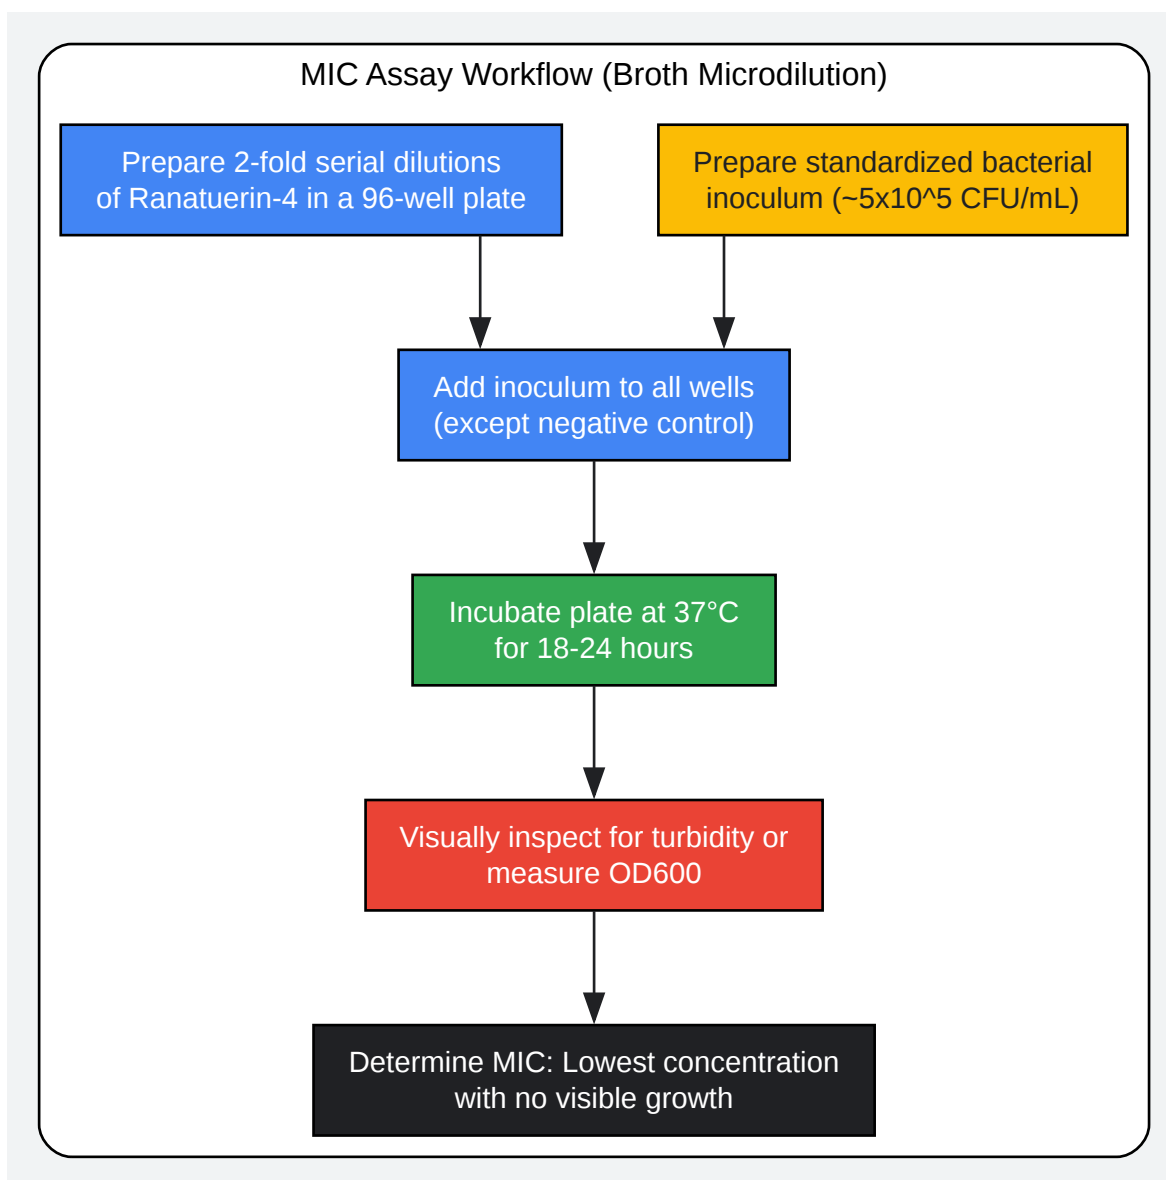 MIC Assay Workflow (Broth Microdilution)
Prepare 2-fold serial dilutions
of Ranatuerin-4 in a 96-well plate
Prepare standardized bacterial
inoculum (~5x10^5 CFU/mL)
Add inoculum to all wells
(except negative control)
Incubate plate at 37°C
for 18-24 hours
Visually inspect for turbidity or
measure OD600
Determine MIC: Lowest concentration
with no visible growth